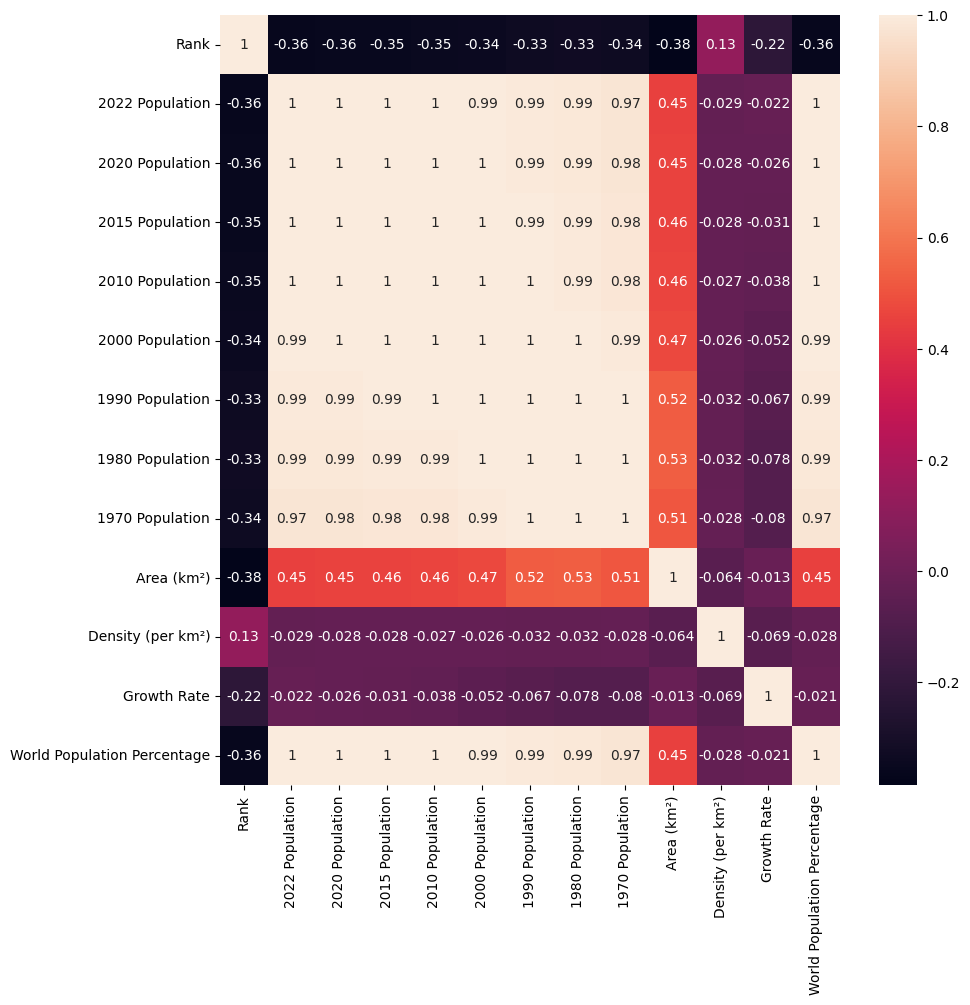 Rank 1 -0.36 -0.36 -0.35 -0.35 -0.34 -0.33 -0.33 -0.34 -0.38 0.13 -0.22 -0.36
2022 Population -0.36 1 1 1 1 0.99 0.99 0.99 0.97 0.45 -0.029 -0.022 1
2020 Population -0.36 1 1 1 1 1 0.99 0.99 0.98 0.45 -0.028 -0.026 1
2015 Population -0.35 1 1 1 1 1 0.99 0.99 0.98 0.46 -0.028 -0.031 1
2010 Population -0.35 1 1 1 1 1 1 0.99 0.98 0.46 -0.027 -0.038 1
2000 Population -0.34 0.99 1 1 1 1 1 1 0.99 0.47 -0.026 -0.052 0.99
1990 Population -0.33 0.99 0.99 0.99 1 1 1 1 1 0.52 -0.032 -0.067 0.99
1980 Population -0.33 0.99 0.99 0.99 0.99 1 1 1 1 0.53 -0.032 -0.078 0.99
1970 Population -0.34 0.97 0.98 0.98 0.98 0.99 1 1 1 0.51 -0.028 -0.08 0.97
Area (km²) -0.38 0.45 0.45 0.46 0.46 0.47 0.52 0.53 0.51 1 -0.064 -0.013 0.45
Density (per km²) 0.13 -0.029 -0.028 -0.028 -0.027 -0.026 -0.032 -0.032 -0.028 -0.064 1 -0.069 -0.028
Growth Rate -0.22 -0.022 -0.026 -0.031 -0.038 -0.052 -0.067 -0.078 -0.08 -0.013 -0.069 1 -0.021
World Population Percentage -0.36 1 1 1 1 0.99 0.99 0.99 0.97 0.45 -0.028 -0.021 1
Rank
2022 Population
2020 Population
2015 Population
2010 Population
2000 Population
1990 Population
1980 Population
1970 Population
Area (km²)
Density (per km²)
Growth Rate
World Population Percentage
1.0
0.8
0.6
0.4
0.2
0.0
−0.2